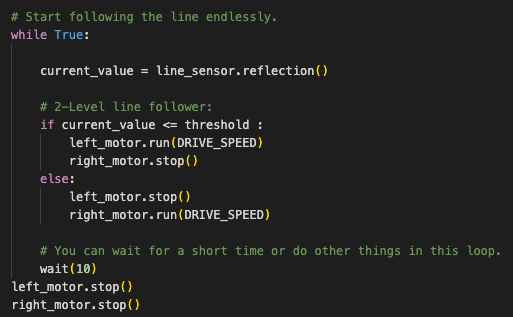 # Start following the line endlessly.
while True:
    current_value = line_sensor.reflection()
    # 2-Level line follower:
    if current_value <= threshold :
        left_motor.run(DRIVE_SPEED)
        right_motor.stop()
    else:
        left_motor.stop()
        right_motor.run(DRIVE_SPEED)
    # You can wait for a short time or do other things in this loop.
    wait(10)
left_motor.stop()
right_motor.stop()